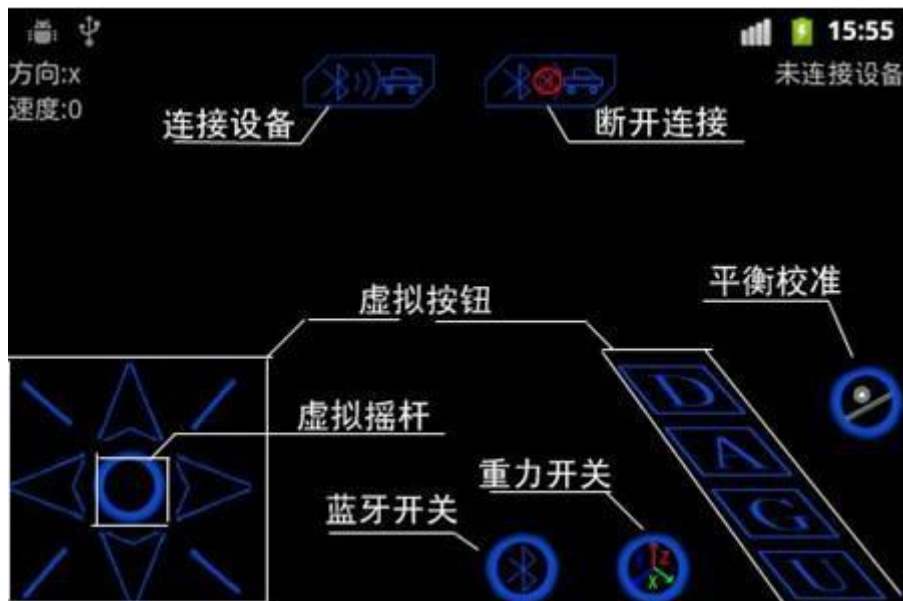 15:55
方向:x
未连接设备
速度:0
连接设备
断开连接
平衡校准
虚拟按钮
D
虚拟摇杆
A
重力开关
蓝牙开关
G
Z
X
U